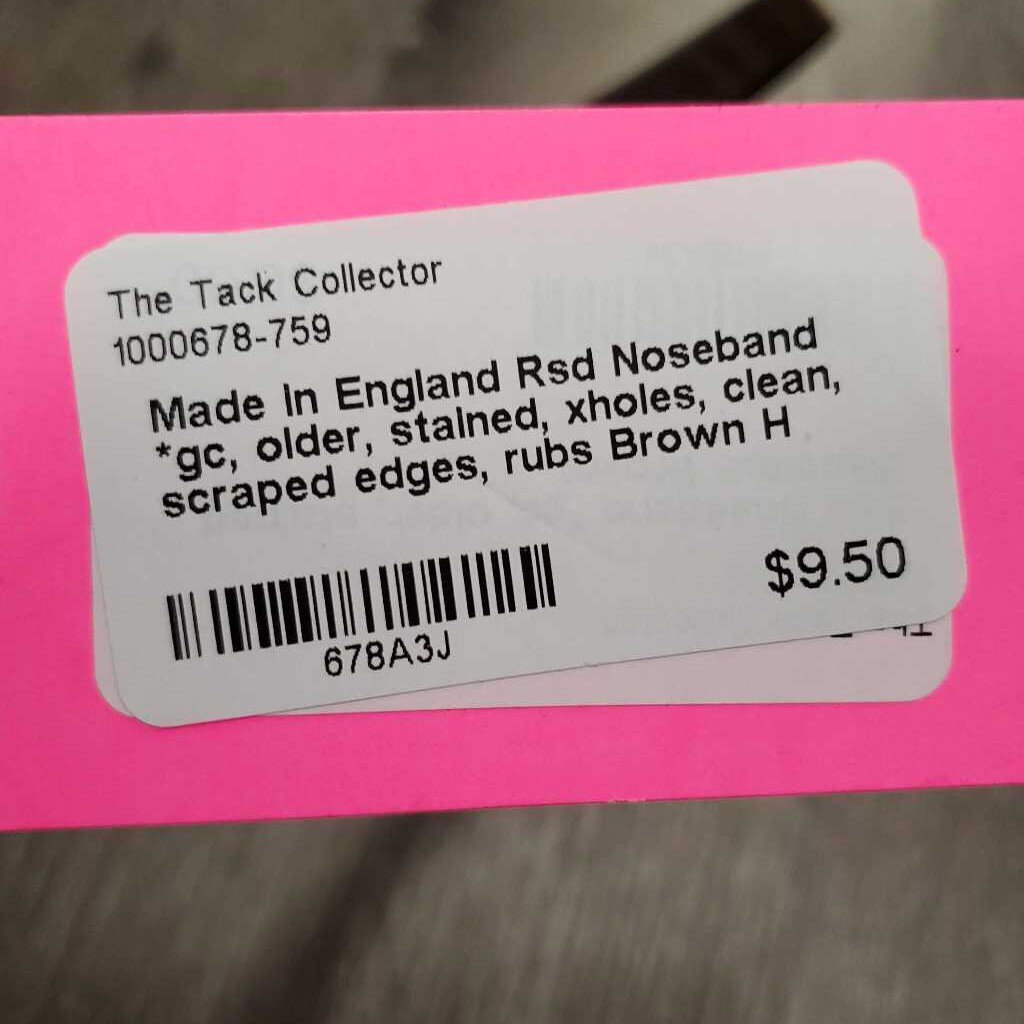 The Tack Collector
1000678-759
Made In England Rsd Noseband
*gc, older, stained, xholes, clean,
scraped edges, rubs Brown H
$9.50
678A3J